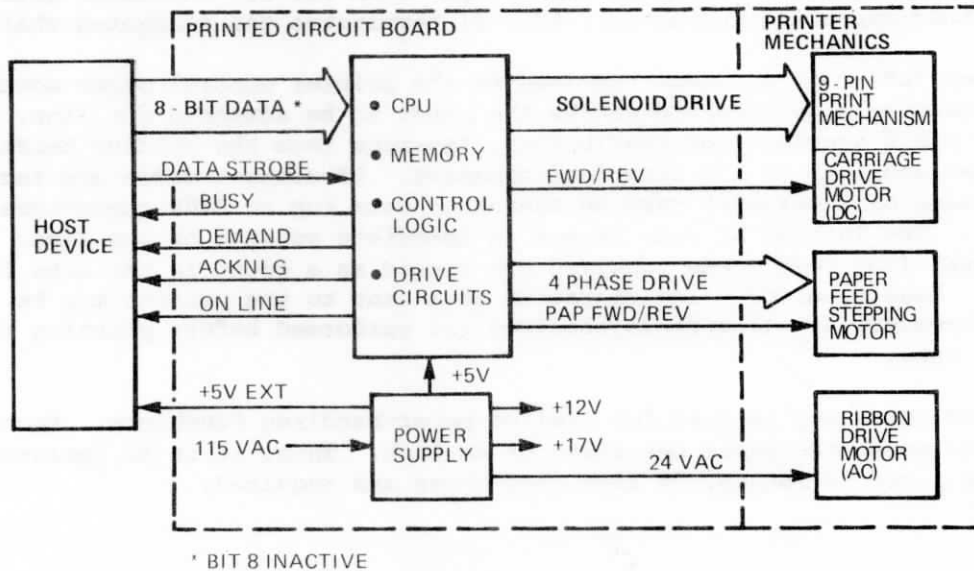 PRINTED CIRCUIT BOARD
PRINTER
MECHANICS
HOST
DEVICE
8 - BIT DATA *
DATA STROBE
BUSY
DEMAND
ACKNLG
ON LINE
• CPU
• MEMORY
• CONTROL
LOGIC
• DRIVE
CIRCUITS
SOLENOID DRIVE
FWD/REV
4 PHASE DRIVE
PAP FWD/REV
9 - PIN
PRINT
MECHANISM
CARRIAGE
DRIVE
MOTOR
(DC)
PAPER
FEED
STEPPING
MOTOR
+5V
+5V EXT
115 VAC
POWER
SUPPLY
+12V
+17V
24 VAC
RIBBON
DRIVE
MOTOR
(AC)
* BIT 8 INACTIVE